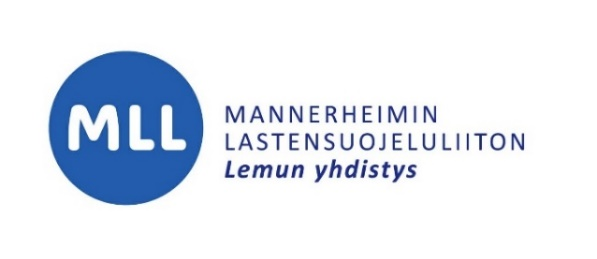 MLL
MANNERHEIMIN
LASTENSUOJELULIITON
Lemun yhdistys